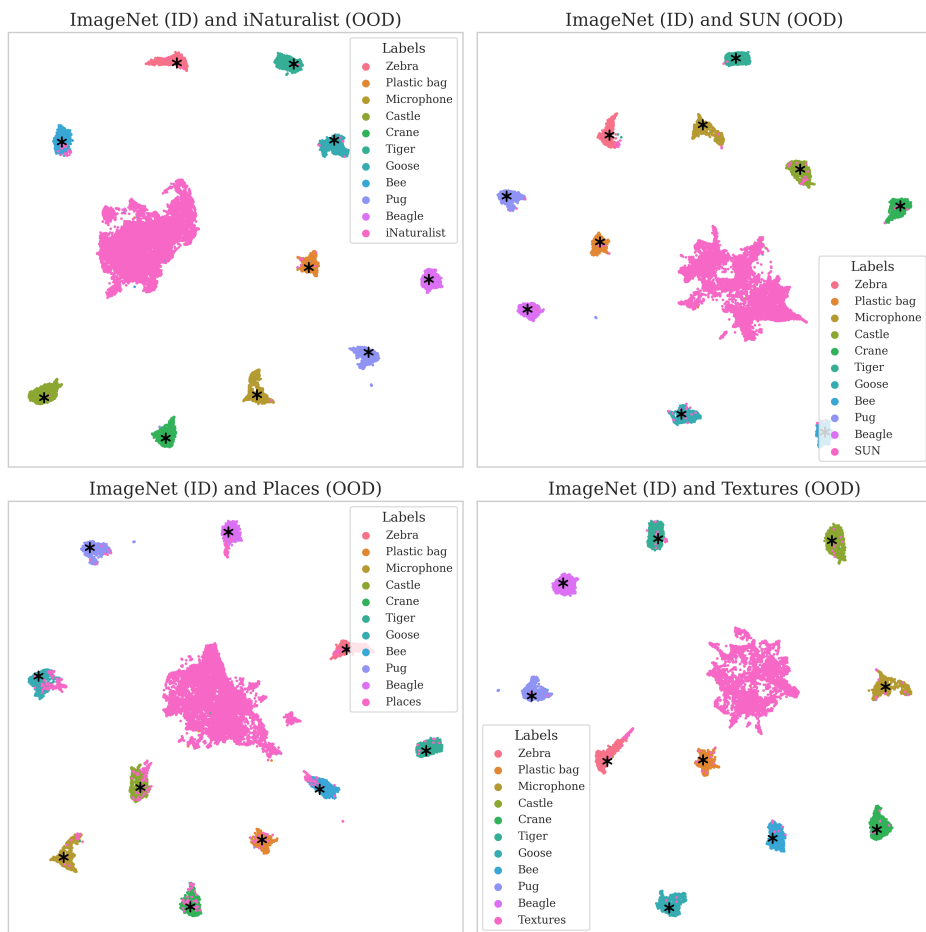 ImageNet (ID) and iNaturalist (OOD)
Labels
Zebra
Plastic bag
Microphone
Castle
Crane
Tiger
Goose
Bee
Pug
Beagle
iNaturalist
ImageNet (ID) and SUN (OOD)
Labels
Zebra
Plastic bag
Microphone
Castle
Crane
Tiger
Goose
Bee
Pug
Beagle
SUN
ImageNet (ID) and Places (OOD)
Labels
Zebra
Plastic bag
Microphone
Castle
Crane
Tiger
Goose
Bee
Pug
Beagle
Places
ImageNet (ID) and Textures (OOD)
Labels
Zebra
Plastic bag
Microphone
Castle
Crane
Tiger
Goose
Bee
Pug
Beagle
Textures